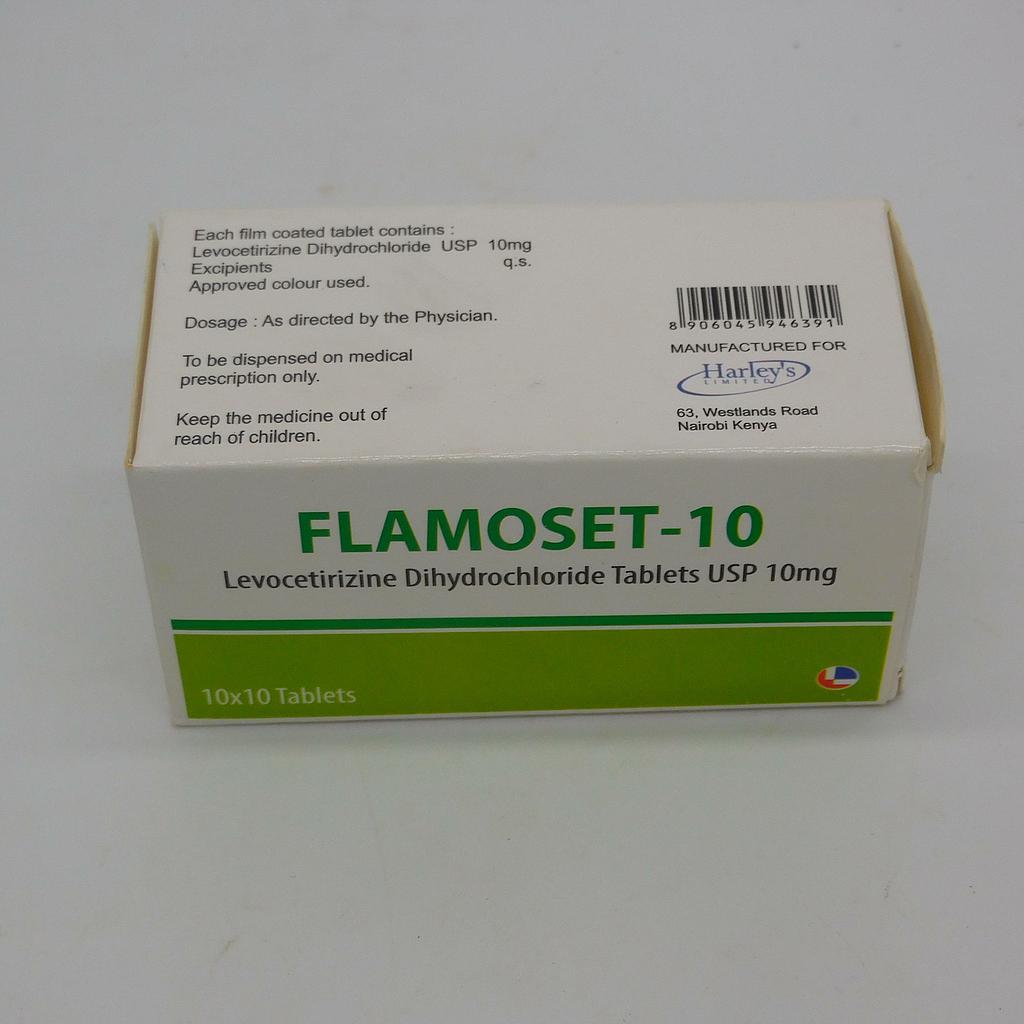 Each film coated tablet contains :
Levocetirizine Dihydrochloride USP 10mg
Excipients q.s.
Approved colour used.
Dosage : As directed by the Physician.
To be dispensed on medical
prescription only.
Keep the medicine out of
reach of children.
8 906045 946391
MANUFACTURED FOR
Harley's
LIMITED
63, Westlands Road
Nairobi Kenya
FLAMOSET-10
Levocetirizine Dihydrochloride Tablets USP 10mg
10x10 Tablets